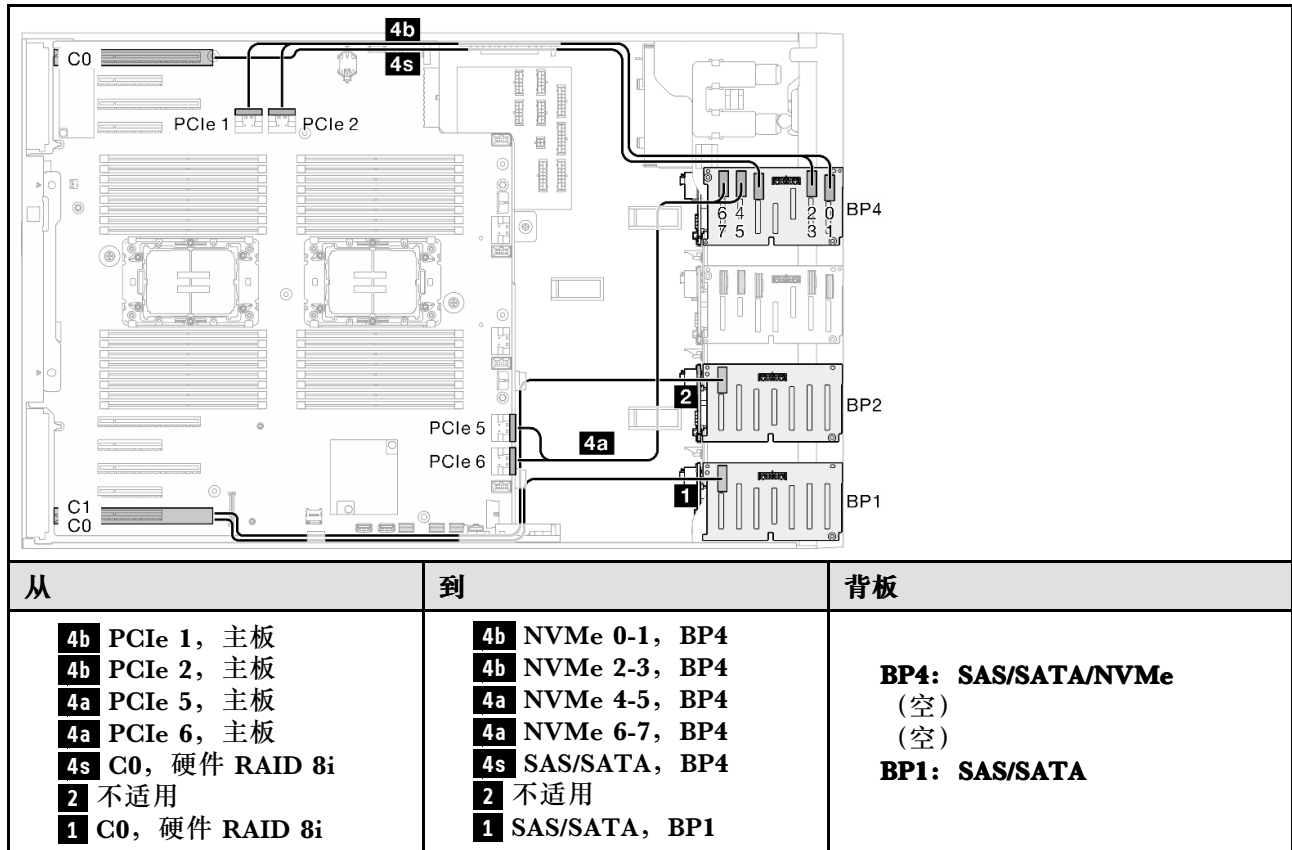 4b
C0
4s
PCIe 1
PCIe 2
6 4 2 0
7 5 3 1
BP4
2
BP2
PCIe 5
4a
PCIe 6
1
BP1
C1
C0
从
到
背板
4b PCIe 1，主板
4b PCIe 2，主板
4a PCIe 5，主板
4a PCIe 6，主板
4s C0，硬件 RAID 8i
2 不适用
1 C0，硬件 RAID 8i
4b NVMe 0-1，BP4
4b NVMe 2-3，BP4
4a NVMe 4-5，BP4
4a NVMe 6-7，BP4
4s SAS/SATA，BP4
2 不适用
1 SAS/SATA，BP1
BP4：SAS/SATA/NVMe
（空）
（空）
BP1：SAS/SATA